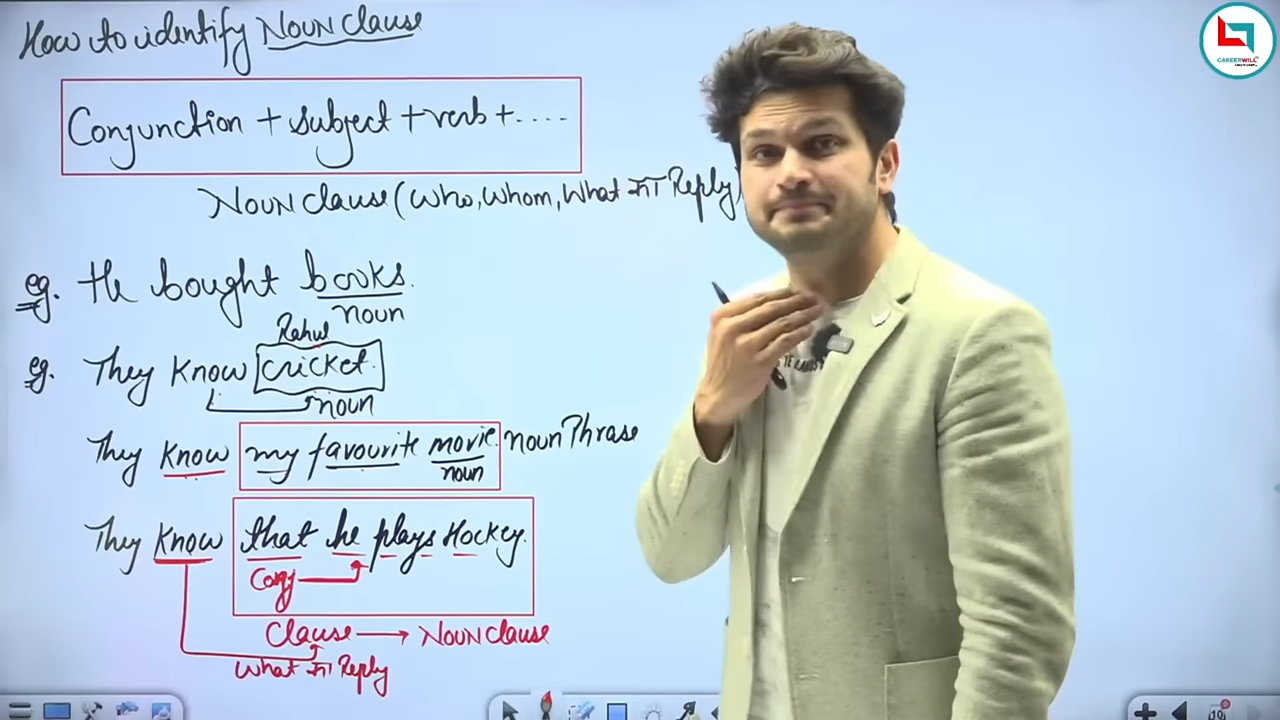 How to identify Noun Clause
CAREERWILL
Conjunction + subject + verb + ....
Noun Clause (Who, Whom, What का Reply)
eg. He bought books.
noun
Rahul
eg. They know cricket.
noun
They know my favourite movie. noun Phrase
noun
They know that he plays Hockey.
Conj
Clause → Noun Clause
What का Reply